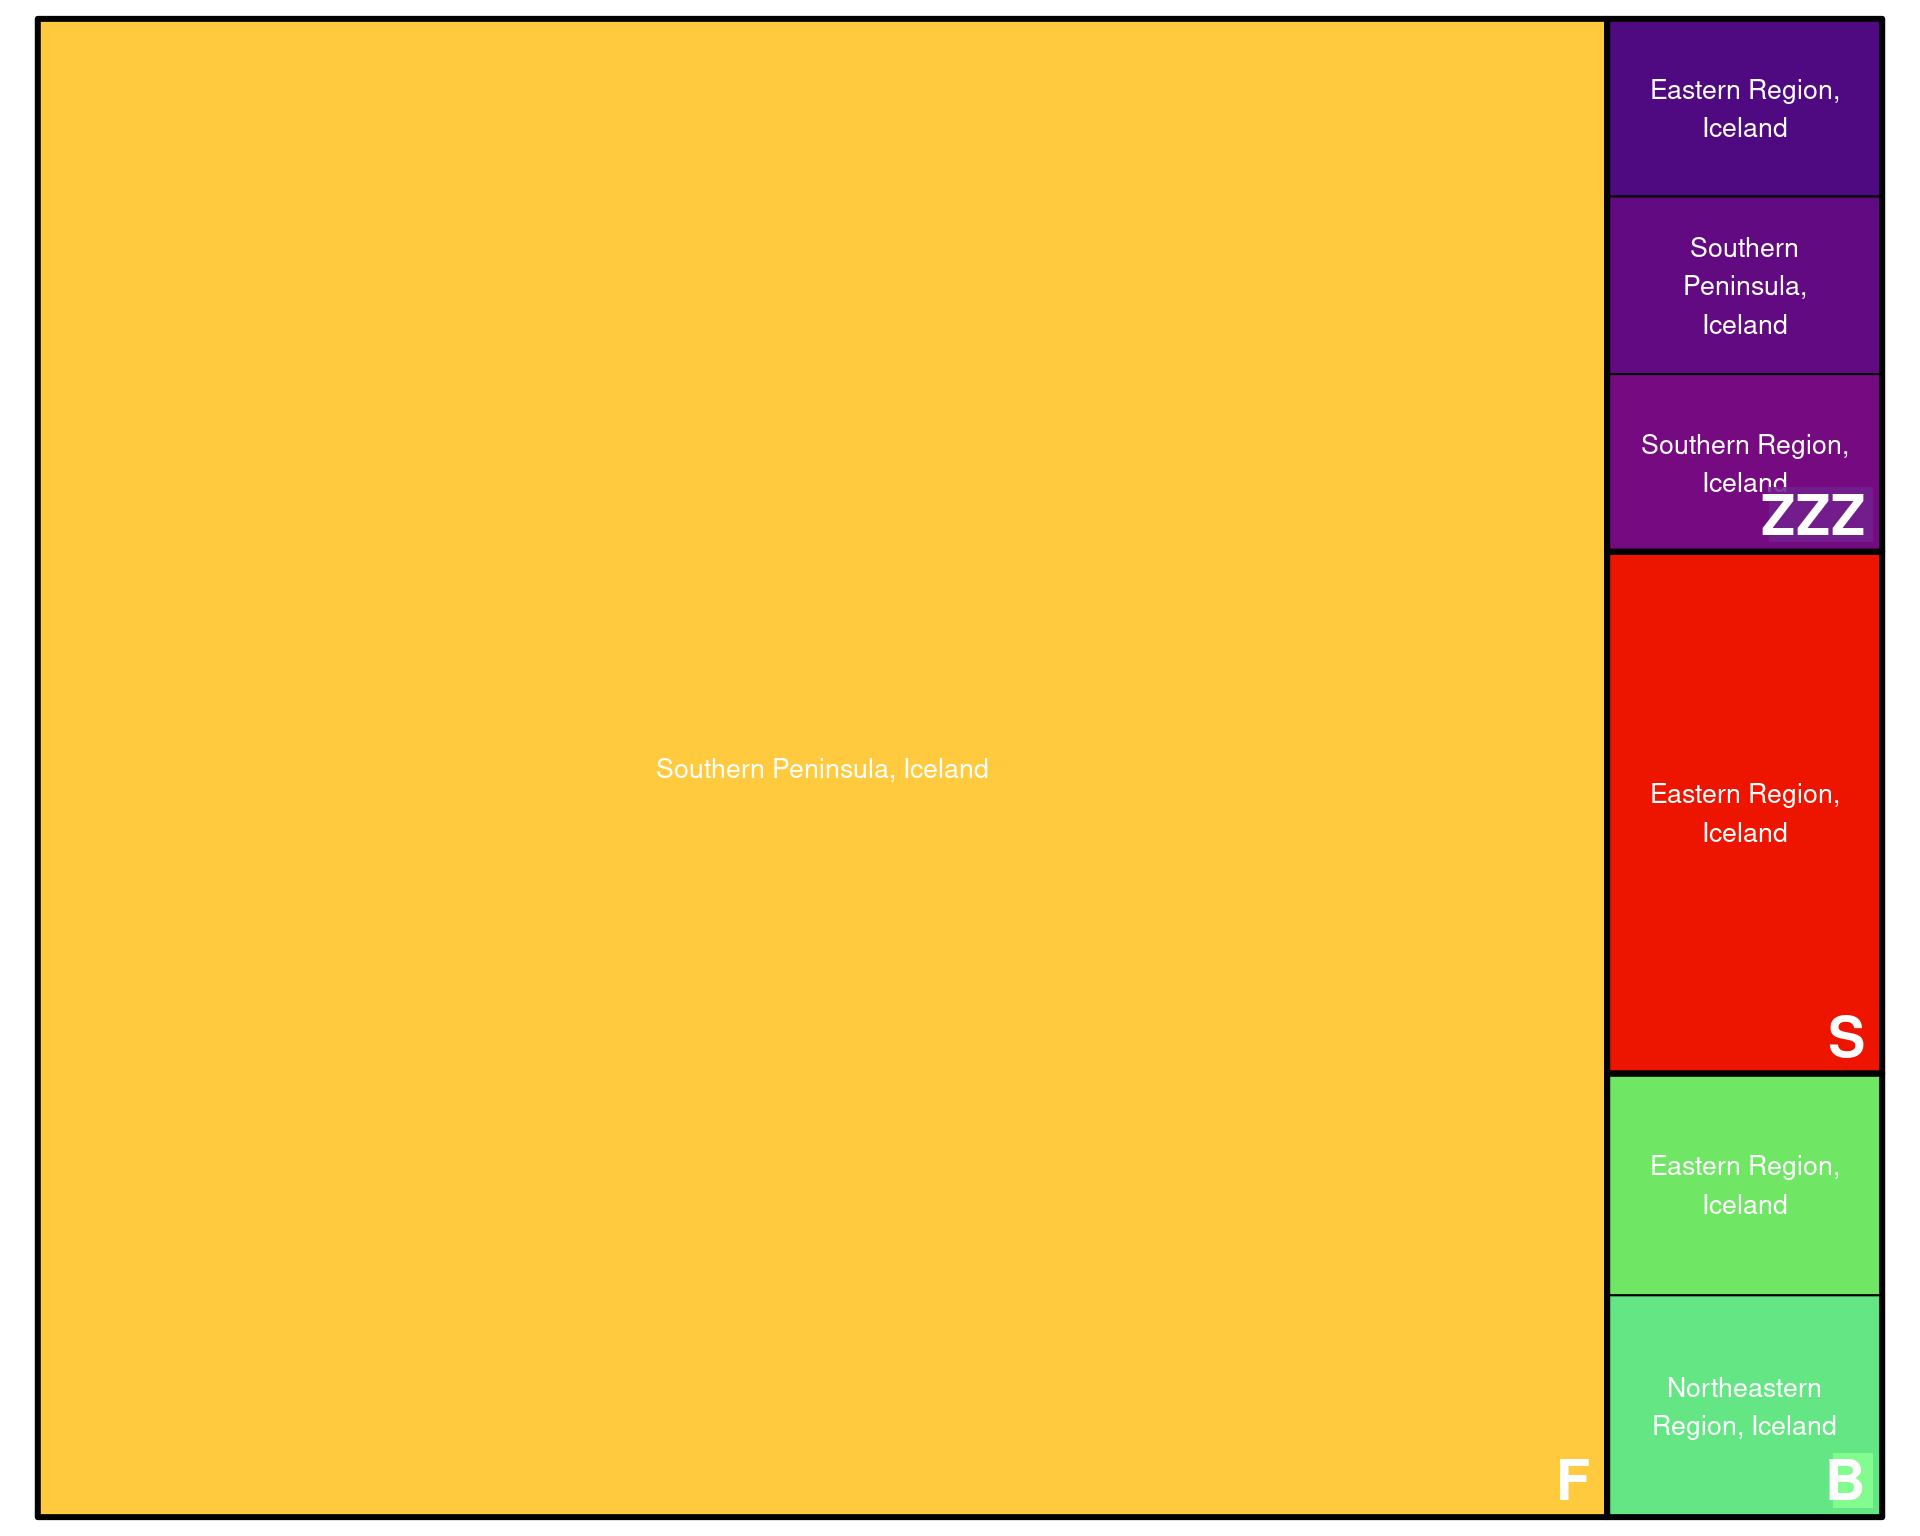 Southern Peninsula, Iceland
F
Eastern Region,
Iceland
Southern
Peninsula,
Iceland
Southern Region,
Iceland
ZZZ
Eastern Region,
Iceland
S
Eastern Region,
Iceland
Northeastern
Region, Iceland
B